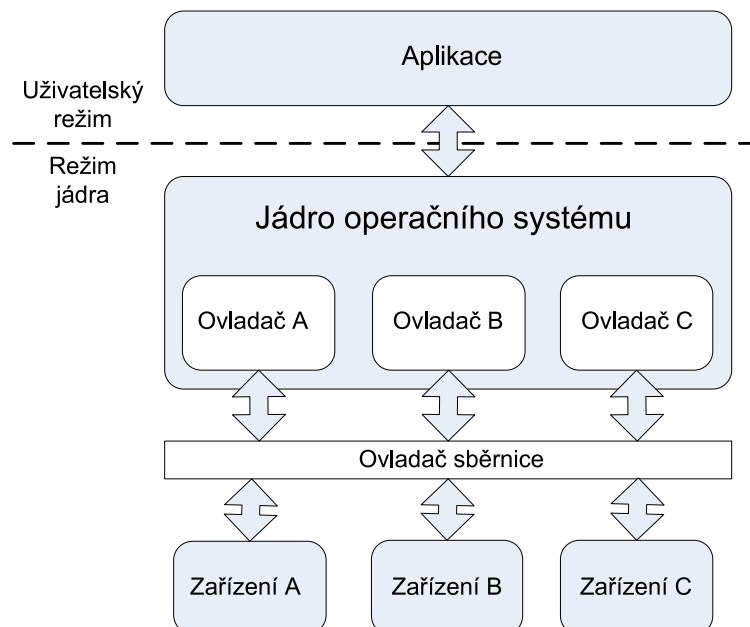 Aplikace
Uživatelský
režim
Režim
jádra
Jádro operačního systému
Ovladač A
Ovladač B
Ovladač C
Ovladač sběrnice
Zařízení A
Zařízení B
Zařízení C